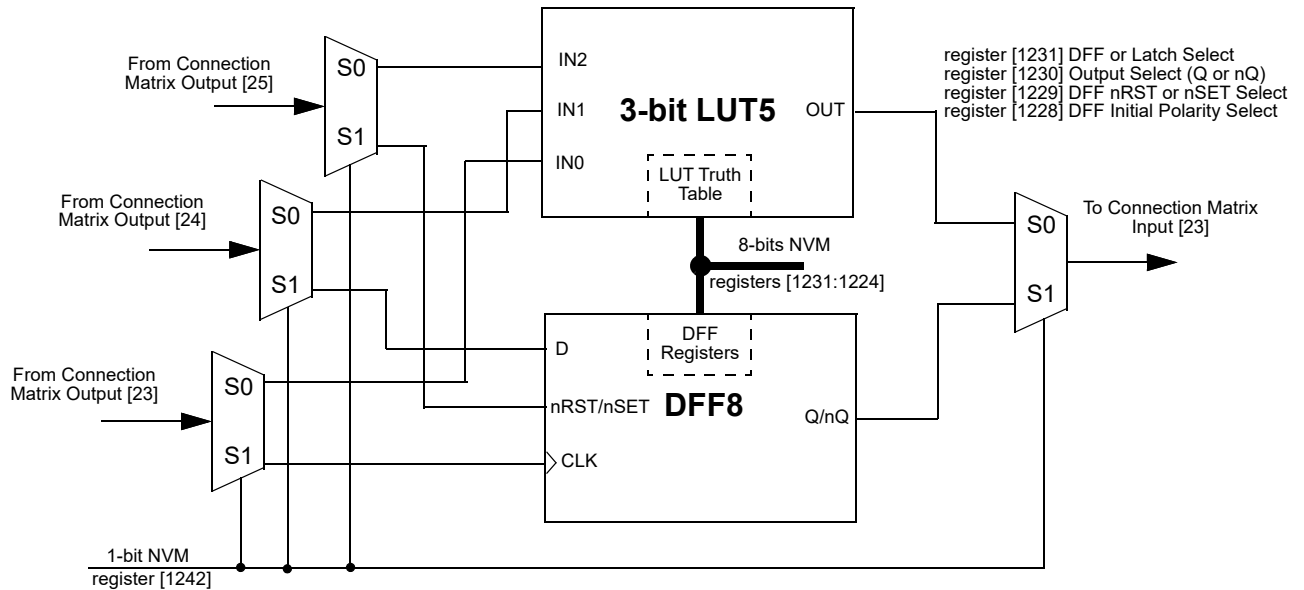 From Connection
Matrix Output [25]
S0
S1
IN2
IN1
IN0
3-bit LUT5
OUT
LUT Truth
Table
register [1231] DFF or Latch Select
register [1230] Output Select (Q or nQ)
register [1229] DFF nRST or nSET Select
register [1228] DFF Initial Polarity Select
From Connection
Matrix Output [24]
S0
S1
8-bits NVM
registers [1231:1224]
S0
S1
To Connection Matrix
Input [23]
From Connection
Matrix Output [23]
S0
S1
D
nRST/nSET
CLK
DFF
Registers
DFF8
Q/nQ
1-bit NVM
register [1242]